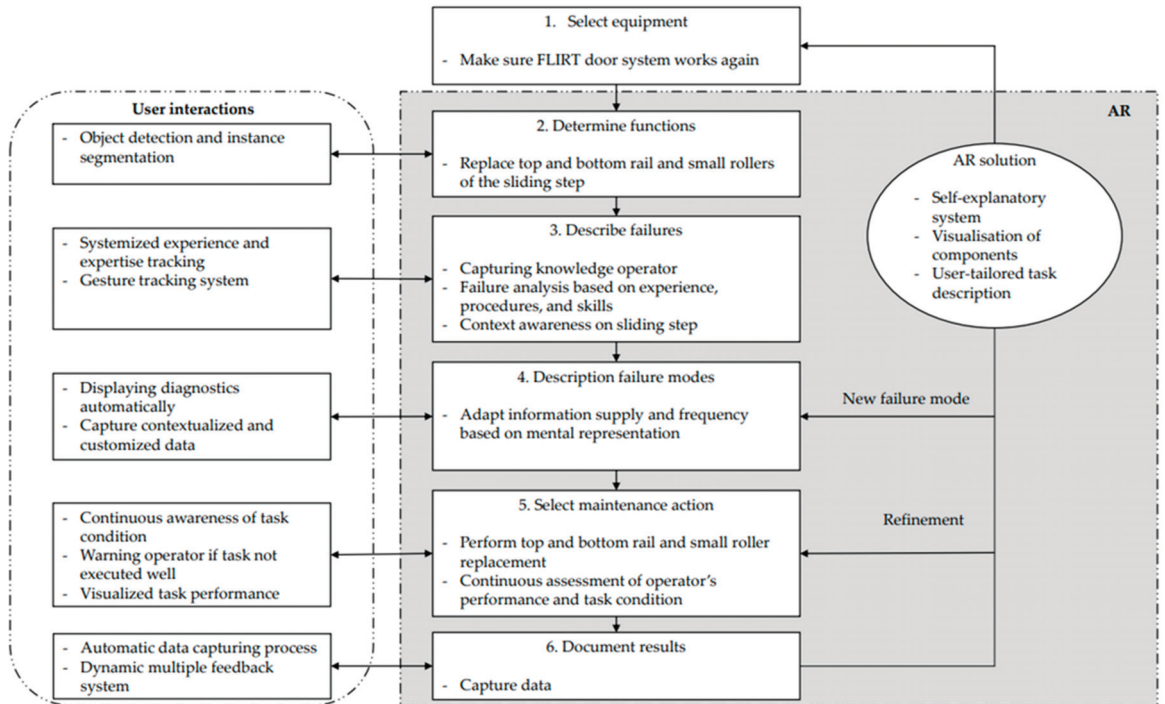 1. Select equipment
- Make sure FLIRT door system works again
User interactions
AR
- Object detection and instance
segmentation
2. Determine functions
- Replace top and bottom rail and small rollers
of the sliding step
AR solution
- Self-explanatory
system
- Visualisation of
components
- User-tailored task
description
- Systemized experience and
expertise tracking
- Gesture tracking system
3. Describe failures
- Capturing knowledge operator
- Failure analysis based on experience,
procedures, and skills
- Context awareness on sliding step
- Displaying diagnostics
automatically
- Capture contextualized and
customized data
4. Description failure modes
- Adapt information supply and frequency
based on mental representation
New failure mode
- Continuous awareness of task
condition
- Warning operator if task not
executed well
- Visualized task performance
5. Select maintenance action
- Perform top and bottom rail and small roller
replacement
- Continuous assessment of operator's
performance and task condition
Refinement
- Automatic data capturing process
- Dynamic multiple feedback
system
6. Document results
- Capture data